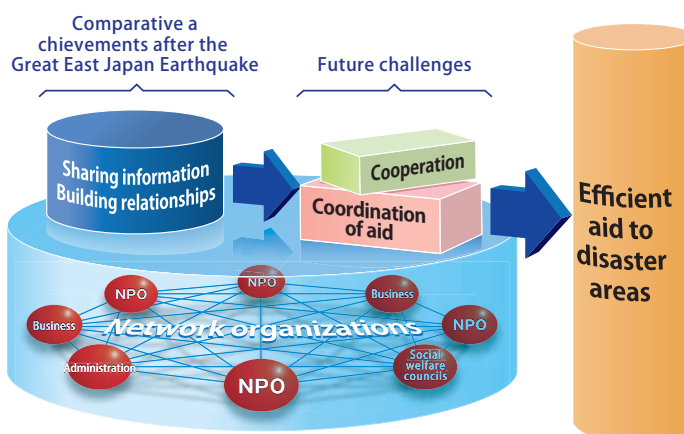 Comparative a
chievements after the
Great East Japan Earthquake
Future challenges
Sharing information
Building relationships
Cooperation
Coordination
of aid
Efficient
aid to
disaster
areas
NPO
NPO
Business
Business
Network organizations
NPO
Administration
NPO
Social
welfare
councils